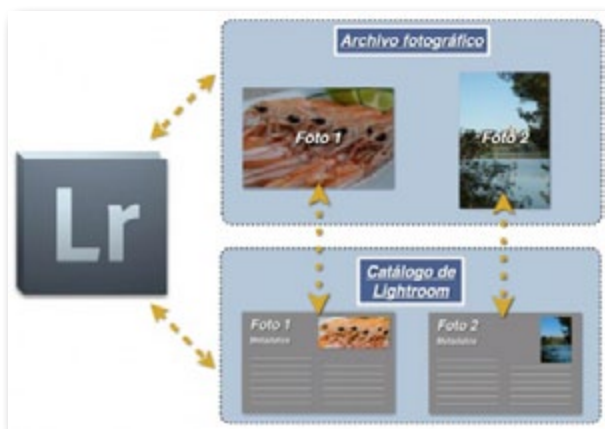 Archivo fotográfico
Foto 1
Foto 2
Lr
Catálogo de
Lightroom
Foto 1
Metadatos
Foto 2
Metadatos